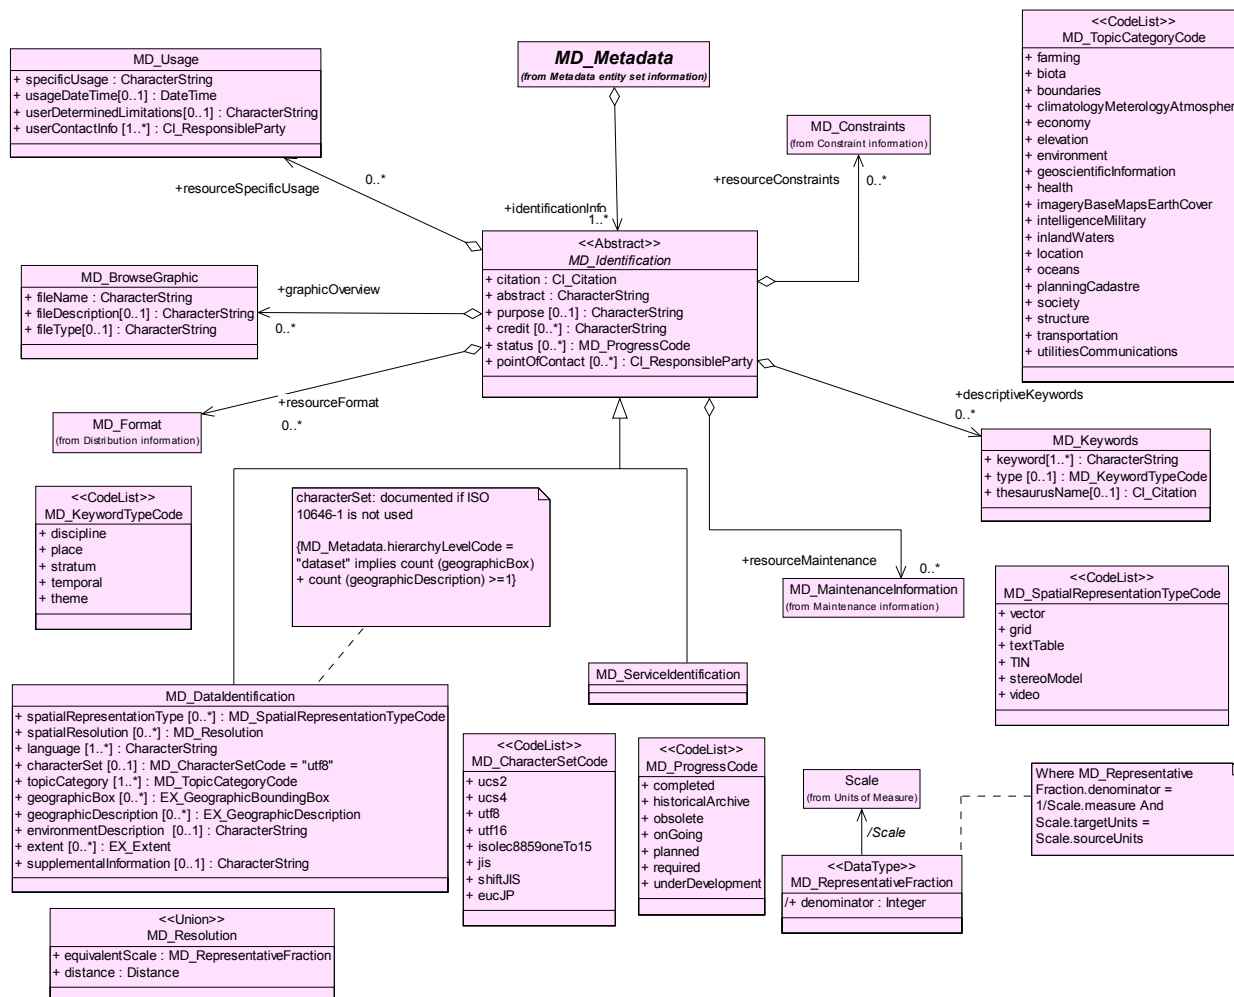 <<CodeList>>
MD_TopicCategoryCode
+ farming
+ biota
+ boundaries
+ climatologyMeterologyAtmospher
+ economy
+ elevation
+ environment
+ geoscientificInformation
+ health
+ imageryBaseMapsEarthCover
+ intelligenceMilitary
+ inlandWaters
+ location
+ oceans
+ planningCadastre
+ society
+ structure
+ transportation
+ utilitiesCommunications
MD_Usage
+ specificUsage : CharacterString
+ usageDateTime[0..1] : DateTime
+ userDeterminedLimitations[0..1] : CharacterString
+ userContactInfo [1..*] : CI_ResponsibleParty
MD_Metadata
(from Metadata entity set information)
MD_Constraints
(from Constraint information)
+resourceSpecificUsage
0..*
+identificationInfo
1..*
+resourceConstraints
0..*
<<Abstract>>
MD_Identification
+ citation : CI_Citation
+ abstract : CharacterString
+ purpose [0..1] : CharacterString
+ credit [0..*] : CharacterString
+ status [0..*] : MD_ProgressCode
+ pointOfContact [0..*] : CI_ResponsibleParty
MD_BrowseGraphic
+ fileName : CharacterString
+ fileDescription[0..1] : CharacterString
+ fileType[0..1] : CharacterString
+graphicOverview
0..*
+resourceFormat
0..*
MD_Format
(from Distribution information)
+descriptiveKeywords
0..*
MD_Keywords
+ keyword[1..*] : CharacterString
+ type [0..1] : MD_KeywordTypeCode
+ thesaurusName[0..1] : CI_Citation
<<CodeList>>
MD_KeywordTypeCode
+ discipline
+ place
+ stratum
+ temporal
+ theme
characterSet: documented if ISO
10646-1 is not used
{MD_Metadata.hierarchyLevelCode =
"dataset" implies count (geographicBox)
+ count (geographicDescription) >=1}
+resourceMaintenance
0..*
MD_MaintenanceInformation
(from Maintenance information)
<<CodeList>>
MD_SpatialRepresentationTypeCode
+ vector
+ grid
+ textTable
+ TIN
+ stereoModel
+ video
MD_ServiceIdentification
MD_DataIdentification
+ spatialRepresentationType [0..*] : MD_SpatialRepresentationTypeCode
+ spatialResolution [0..*] : MD_Resolution
+ language [1..*] : CharacterString
+ characterSet [0..1] : MD_CharacterSetCode = "utf8"
+ topicCategory [1..*] : MD_TopicCategoryCode
+ geographicBox [0..*] : EX_GeographicBoundingBox
+ geographicDescription [0..*] : EX_GeographicDescription
+ environmentDescription [0..1] : CharacterString
+ extent [0..*] : EX_Extent
+ supplementalInformation [0..1] : CharacterString
<<CodeList>>
MD_CharacterSetCode
+ ucs2
+ ucs4
+ utf8
+ utf16
+ isolec8859oneTo15
+ jis
+ shiftJIS
+ eucJP
<<CodeList>>
MD_ProgressCode
+ completed
+ historicalArchive
+ obsolete
+ onGoing
+ planned
+ required
+ underDevelopment
Scale
(from Units of Measure)
/Scale
<<DataType>>
MD_RepresentativeFraction
/+ denominator : Integer
Where MD_Representative
Fraction.denominator =
1/Scale.measure And
Scale.targetUnits =
Scale.sourceUnits
<<Union>>
MD_Resolution
+ equivalentScale : MD_RepresentativeFraction
+ distance : Distance